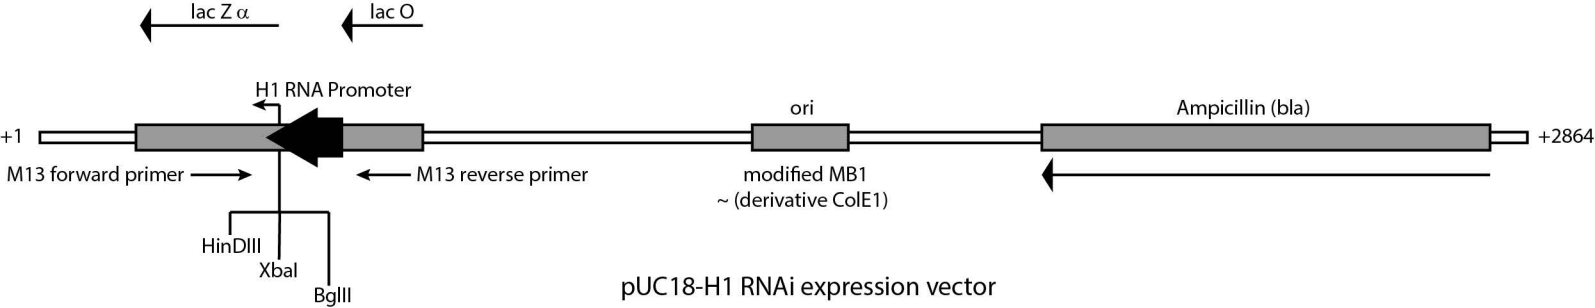 lac Z α
lac O
H1 RNA Promoter
ori
Ampicillin (bla)
+1
+2864
M13 forward primer
M13 reverse primer
modified MB1
~ (derivative ColE1)
HinDIII
XbaI
BglII
pUC18-H1 RNAi expression vector